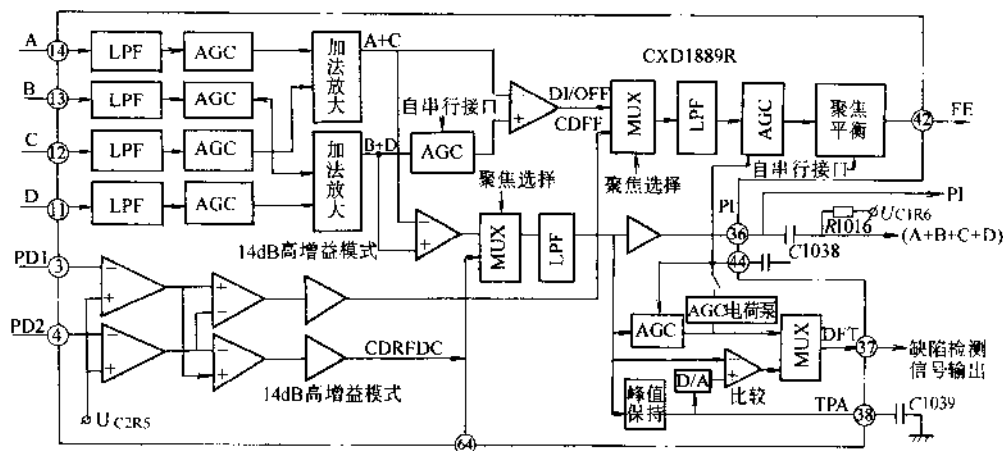 A
14
LPF
AGC
加法放大
A+C
CXD1889R
B
13
LPF
AGC
自串行接口
DVOFF
CDFF
MUX
LPF
AGC
聚焦平衡
42
FE
C
12
LPF
AGC
加法放大
B+D
AGC
聚焦选择
聚焦选择
自串行接口
D
11
LPF
AGC
14dB高增益模式
MUX
LPF
PI
36
PI
UC1R6
R1016
(A+B+C+D)
C1038
44
PD1
3
AGC电荷泵
AGC
MUX
DFT
37
缺陷检测
信号输出
PD2
4
CDRFDC
14dB高增益模式
D/A
比较
峰值保持
TPA
38
C1039
UC2R5
64